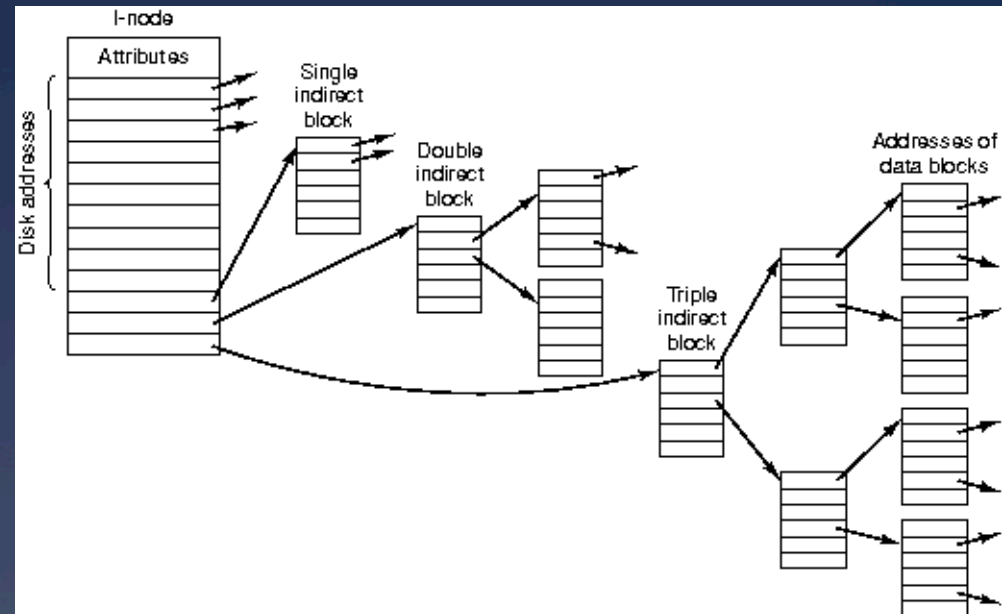 I-node
Attributes
Disk addresses
Single
indirect
block
Double
indirect
block
Triple
indirect
block
Addresses of
data blocks